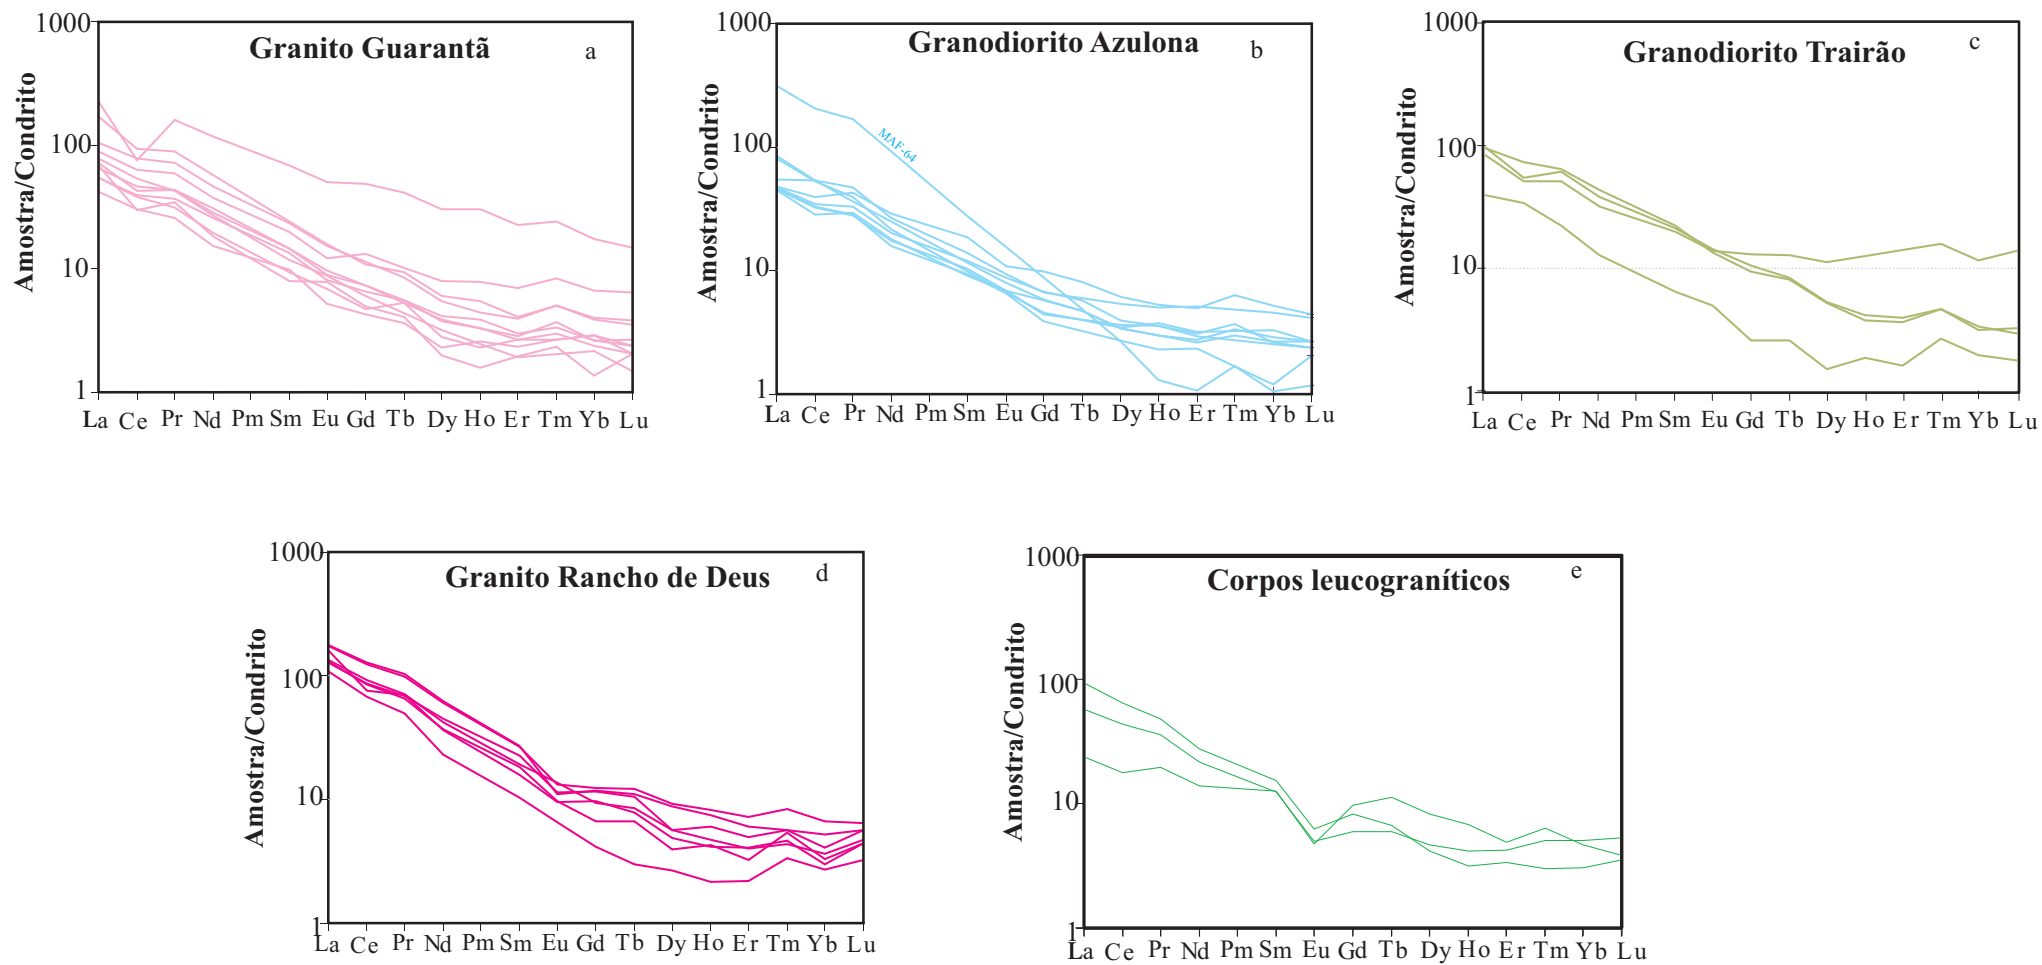 Granito Guarantã
a
Amostra/Condrito
1000
100
10
1
La Ce Pr Nd Pm Sm Eu Gd Tb Dy Ho Er Tm Yb Lu
Granodiorito Azulona
b
Amostra/Condrito
1000
100
10
1
MAF-64
La Ce Pr Nd Pm Sm Eu Gd Tb Dy Ho Er Tm Yb Lu
Granodiorito Trairão
c
Amostra/Condrito
1000
100
10
1
La Ce Pr Nd Pm Sm Eu Gd Tb Dy Ho Er Tm Yb Lu
Granito Rancho de Deus
d
Amostra/Condrito
1000
100
10
1
La Ce Pr Nd Pm Sm Eu Gd Tb Dy Ho Er Tm Yb Lu
Corpos leucograníticos
e
Amostra/Condrito
1000
100
10
1
La Ce Pr Nd Pm Sm Eu Gd Tb Dy Ho Er Tm Yb Lu